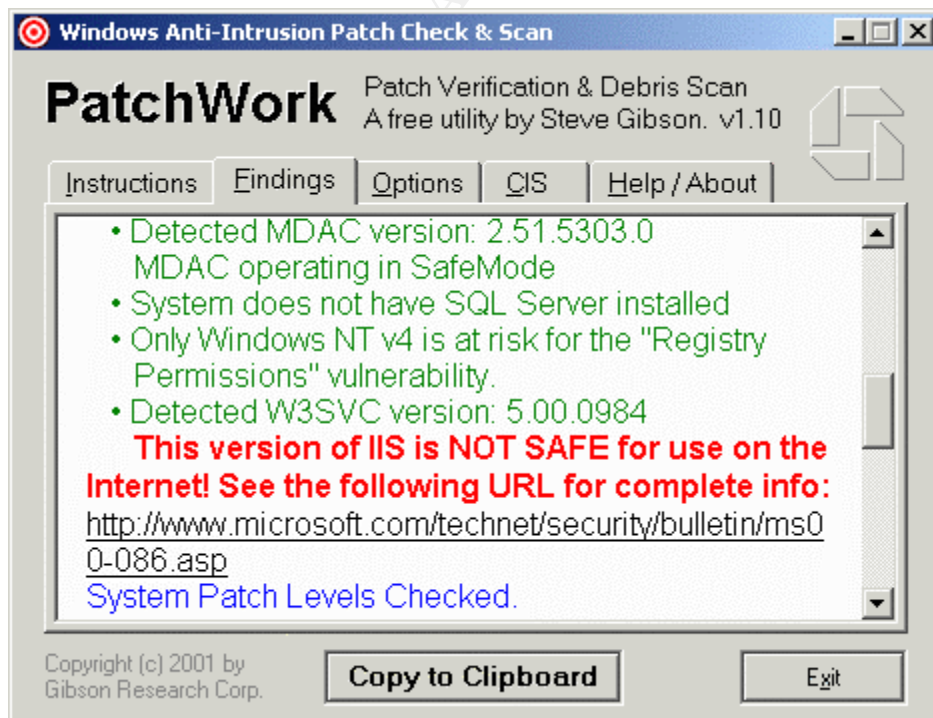 Windows Anti-Intrusion Patch Check & Scan
PatchWork
Patch Verification & Debris Scan
A free utility by Steve Gibson. v1.10
Instructions
Findings
Options
CIS
Help / About
• Detected MDAC version: 2.51.5303.0
MDAC operating in SafeMode
• System does not have SQL Server installed
• Only Windows NT v4 is at risk for the "Registry
Permissions" vulnerability.
• Detected W3SVC version: 5.00.0984
This version of IIS is NOT SAFE for use on the
Internet! See the following URL for complete info:
http://www.microsoft.com/technet/security/bulletin/ms0
0-086.asp
System Patch Levels Checked.
Copyright (c) 2001 by
Gibson Research Corp.
Copy to Clipboard
Exit